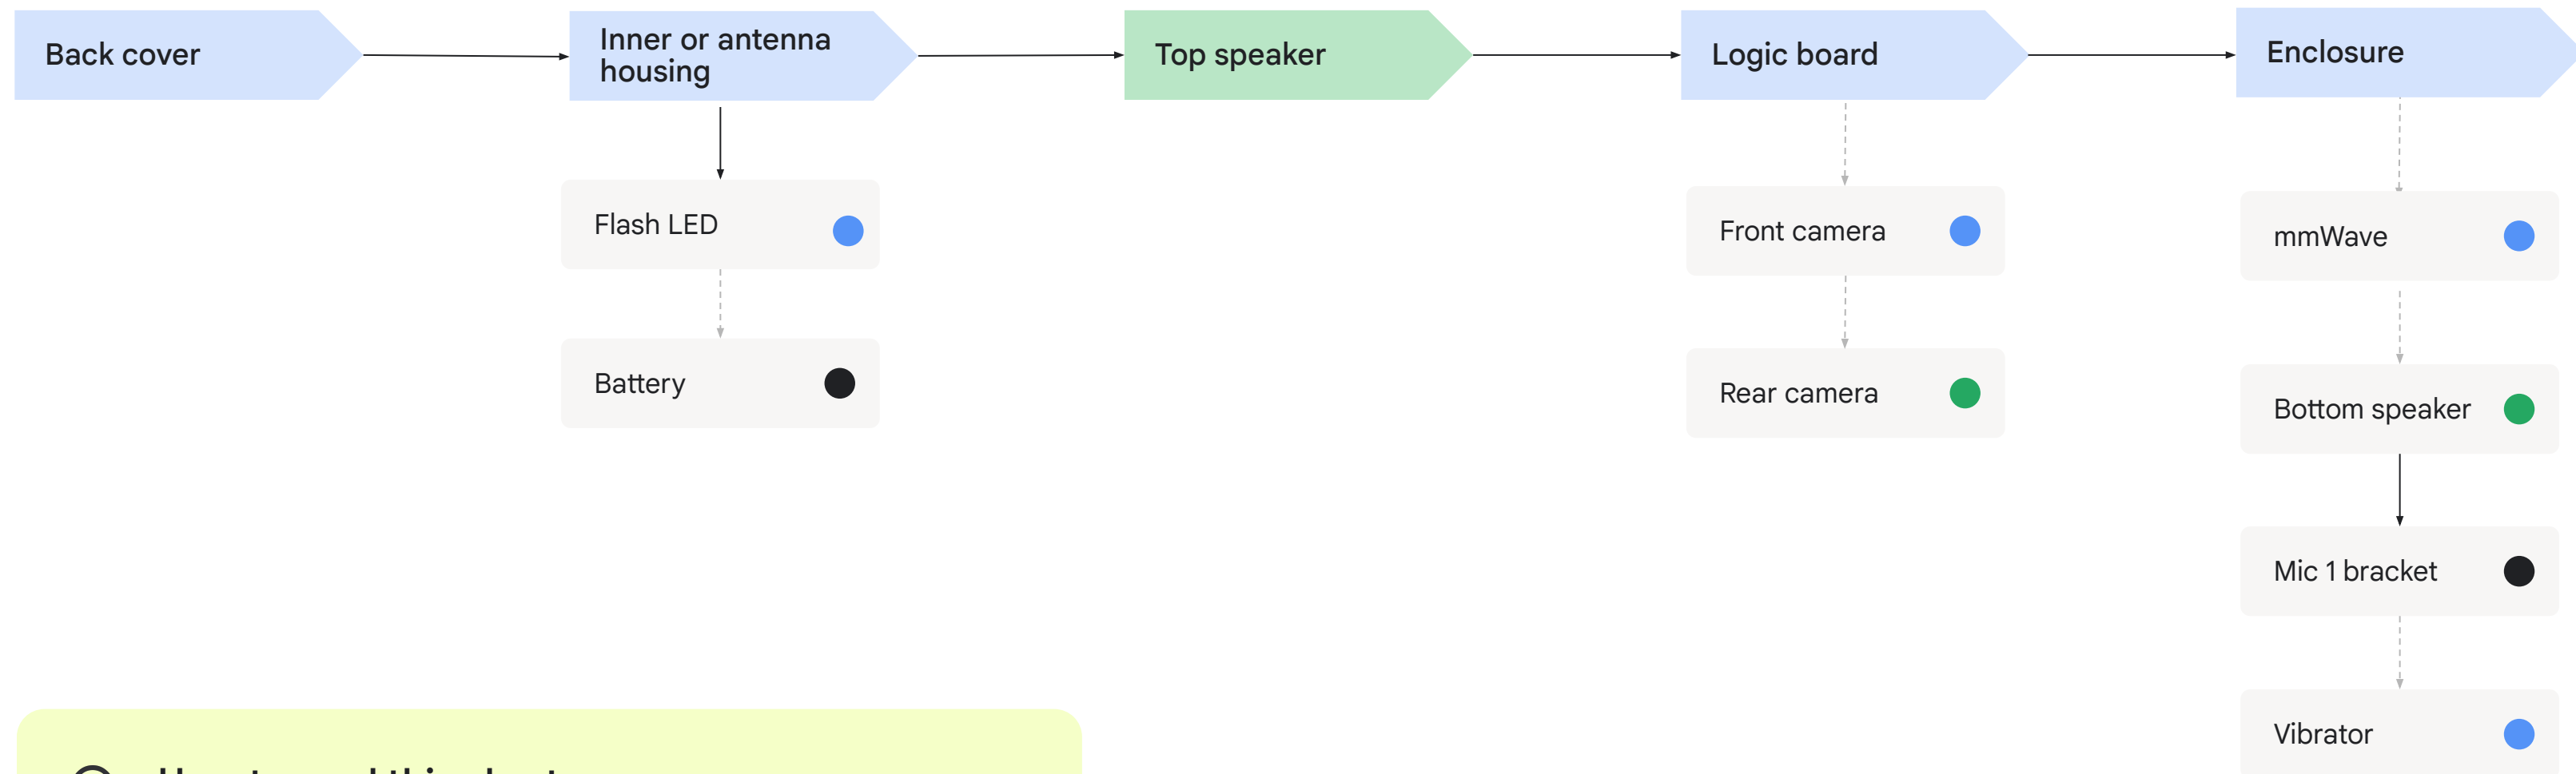 Back cover
Inner or antenna
housing
Top speaker
Logic board
Enclosure
Flash LED
Battery
Front camera
Rear camera
mmWave
Bottom speaker
Mic 1 bracket
Vibrator